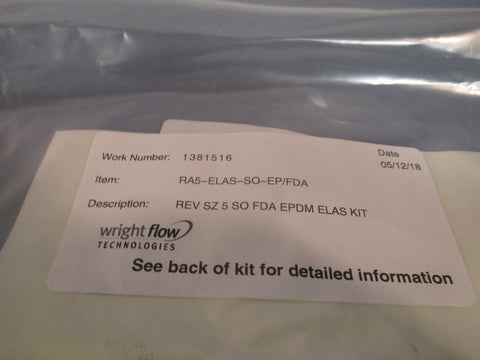 Work Number: 1381516
Date
05/12/18
Item: RA5-ELAS-SO-EP/FDA
Description: REV SZ 5 SO FDA EPDM ELAS KIT
wright flow
TECHNOLOGIES
See back of kit for detailed information